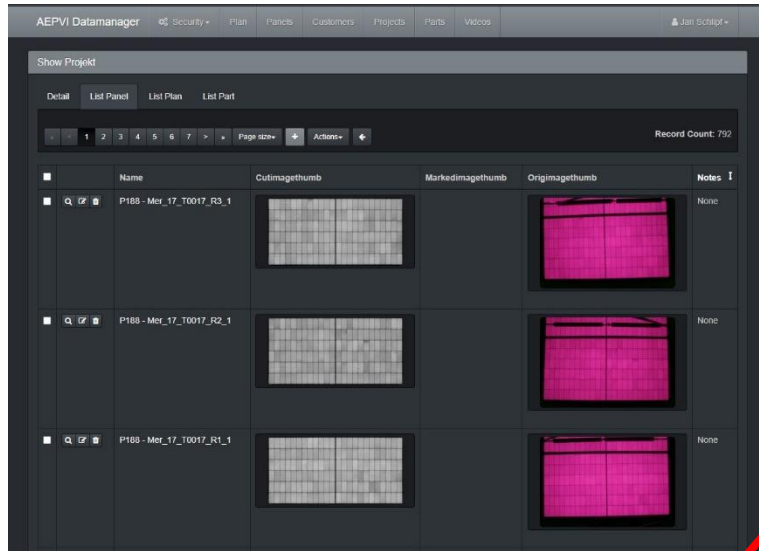 AEPVI Datamanager Security Plan Panels Customers Projects Parts Videos Jan Schlipf
Show Projekt
Detail List Panel List Plan List Part
« < 1 2 3 4 5 6 7 > » Page size + Actions Record Count: 792
Name Cutimagethumb Markedimagethumb Origimagethumb Notes
P188 - Mer_17_T0017_R3_1 None
P188 - Mer_17_T0017_R2_1 None
P188 - Mer_17_T0017_R1_1 None